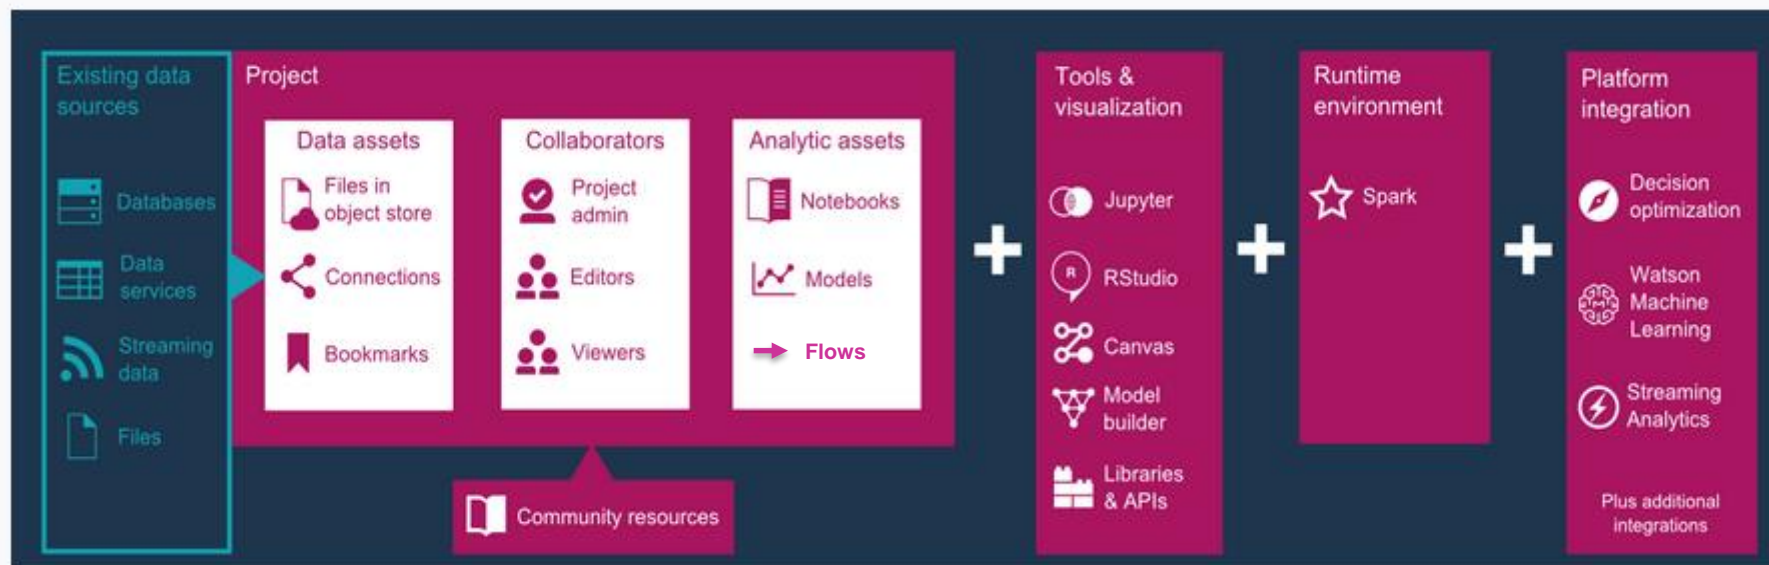 Existing data
sources
Databases
Data
services
Streaming
data
Files
Project
Data assets
Files in
object store
Connections
Bookmarks
Collaborators
Project
admin
Editors
Viewers
Analytic assets
Notebooks
Models
Flows
Community resources
Tools &
visualization
Jupyter
R
RStudio
Canvas
Model
builder
Libraries
& APIs
Runtime
environment
Spark
Platform
integration
Decision
optimization
Watson
Machine
Learning
Streaming
Analytics
Plus additional
integrations